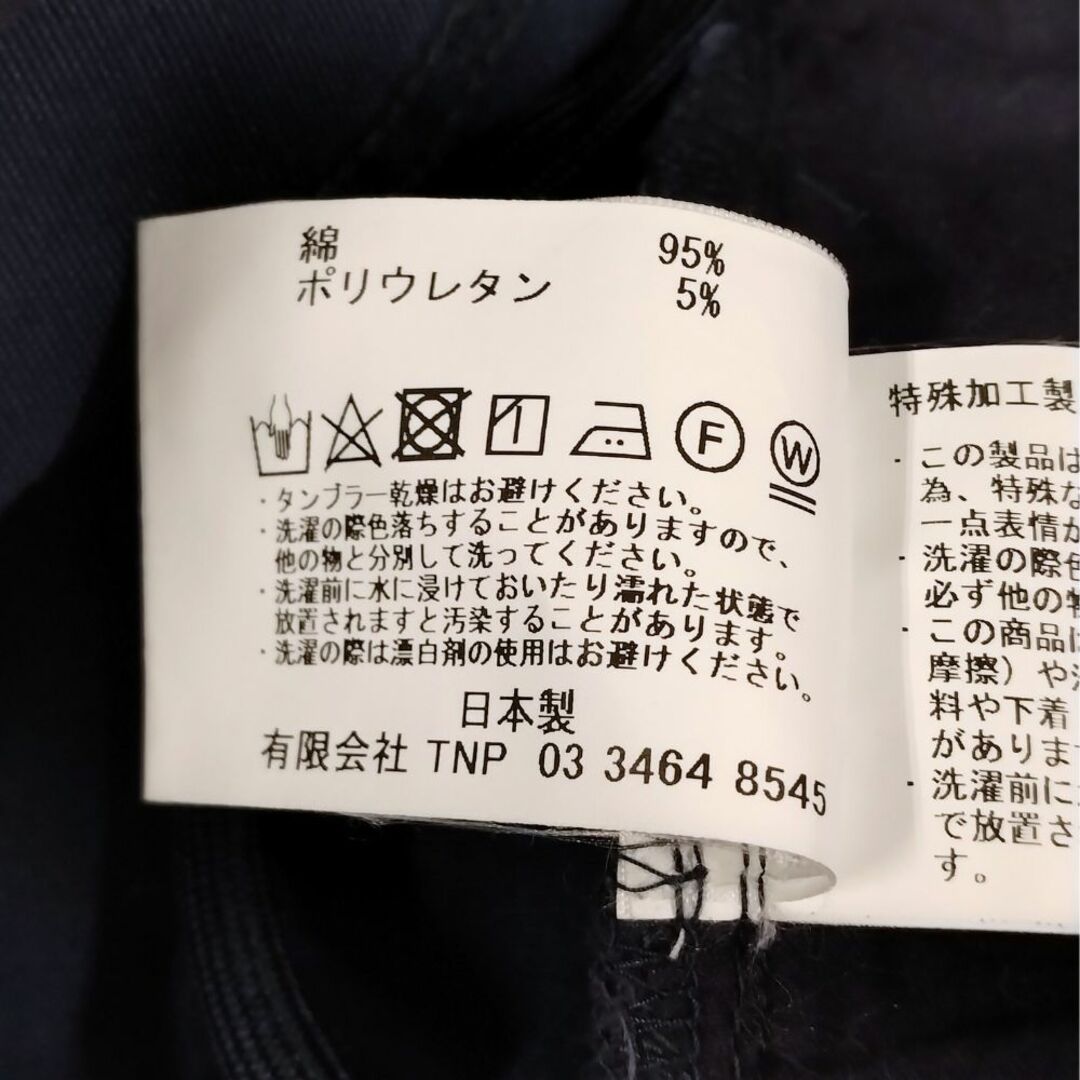 綿 95%
ポリウレタン 5%
F
W
・タンブラー乾燥はお避けください。
・洗濯の際色落ちすることがありますので、
他の物と分別して洗ってください。
・洗濯前に水に浸けておいたり濡れた状態で
放置されますと汚染することがあります。
・洗濯の際は漂白剤の使用はお避けください。
日本製
有限会社 TNP 03 3464 8545
特殊加工製
・この製品は
為、特殊な
一点表情が
・洗濯の際色
必ず他の物
・この商品は
摩擦）や
料や下着
がありま
・洗濯前に
で放置さ
す。